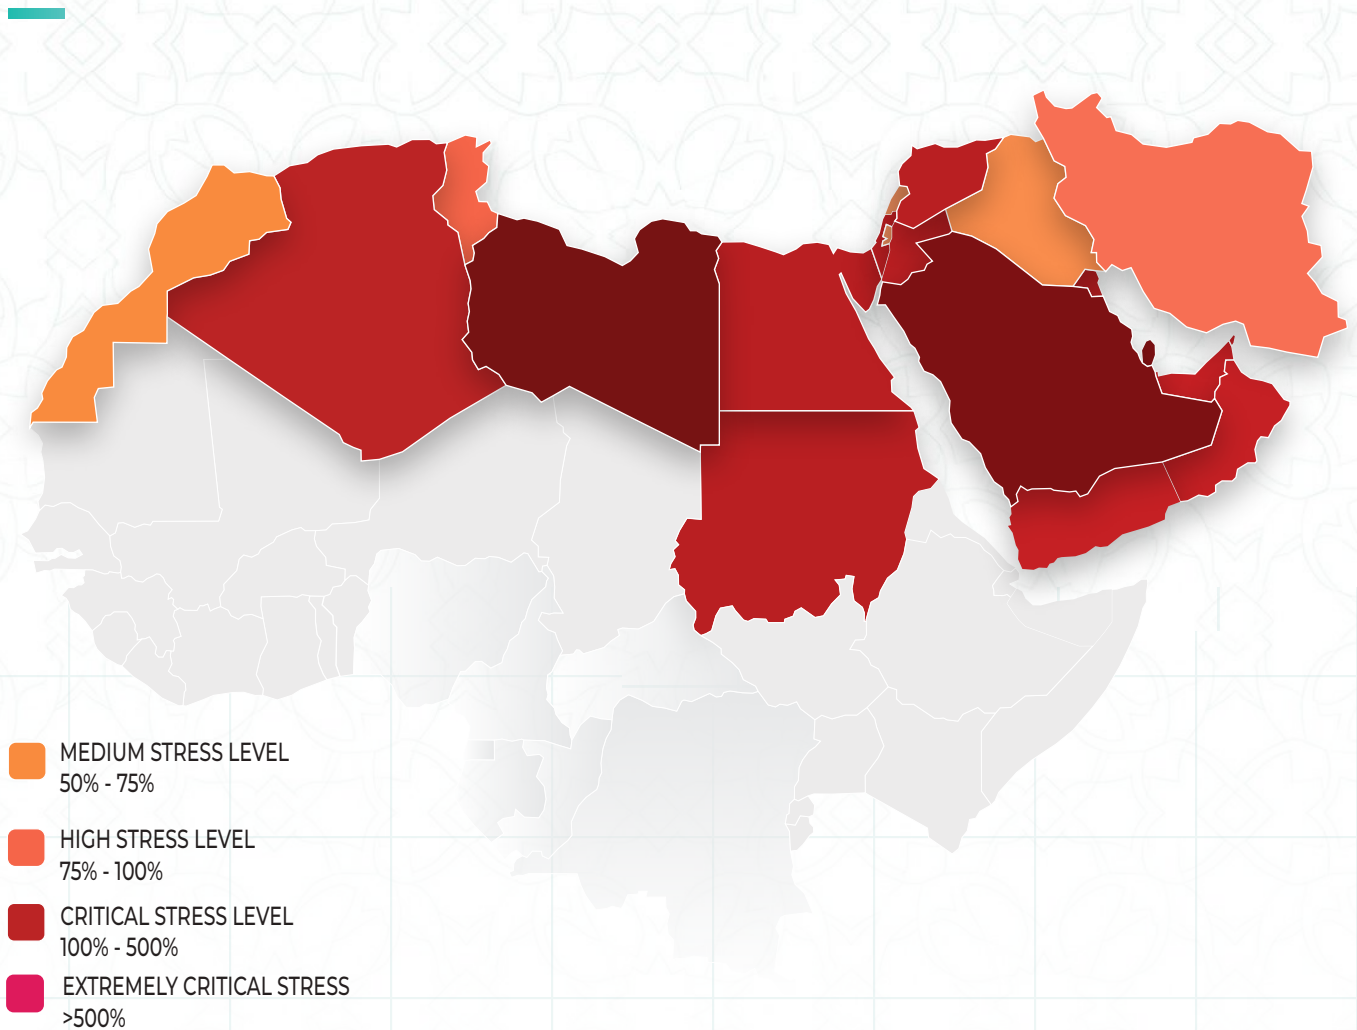 MEDIUM STRESS LEVEL
50% - 75%
HIGH STRESS LEVEL
75% - 100%
CRITICAL STRESS LEVEL
100% - 500%
EXTREMELY CRITICAL STRESS
>500%